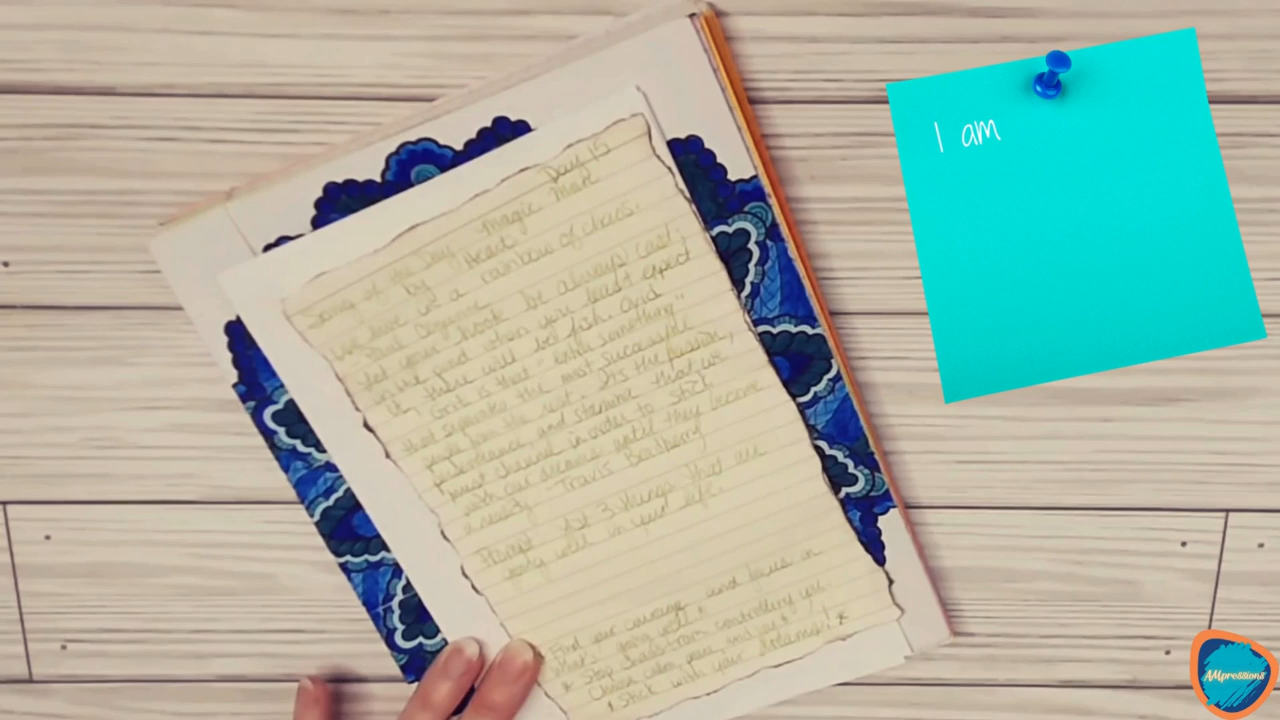 Day 15
Song of the Day Magic Man
by Heart
We live in a rainbow of chaos.
Paul Cezanne
Let your hook be always cast.
in the pond when you least expect
it, there will be fish. Ovid
Grit is that "extra something"
that separates the most successful
people from the rest. It's the passion,
perseverance, and stamina that we
must channel in order to stick
with our dreams until they become
a reality. Travis Bradberry
Prompt List 3 things that are
going well in your life.
Find our courage and focus in
what's going well
* Stop chaos from controlling you
Choose calm, peace, and
* Stick with your dreams! *
I am
AMpressions